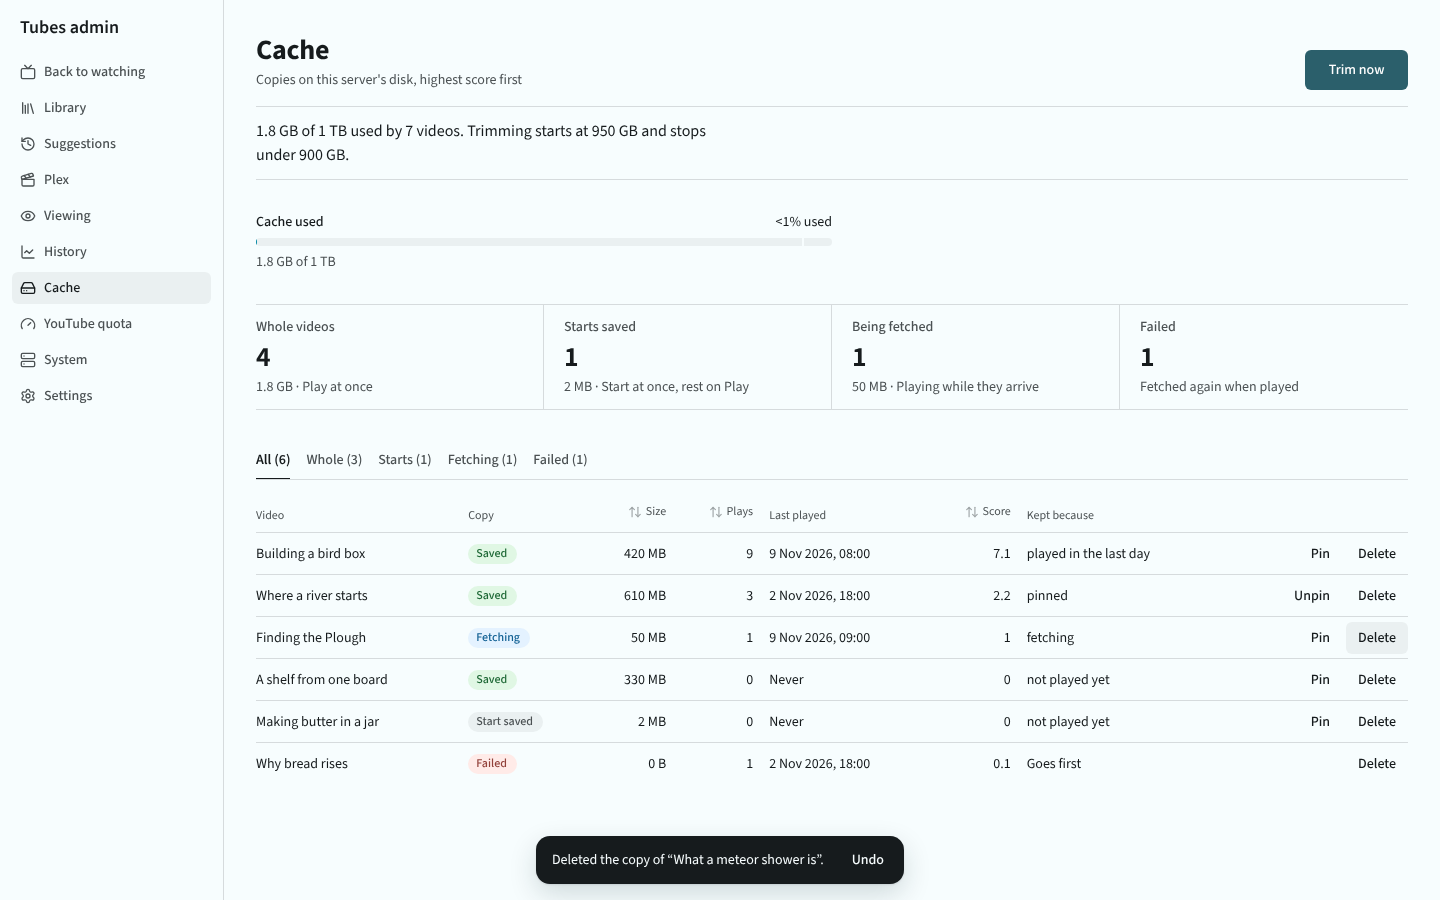 Tubes admin
Back to watching
Library
Suggestions
Plex
Viewing
History
Cache
YouTube quota
System
Settings
Cache
Copies on this server's disk, highest score first
Trim now
1.8 GB of 1 TB used by 7 videos. Trimming starts at 950 GB and stops
under 900 GB.
Cache used <1% used
1.8 GB of 1 TB
Whole videos
4
1.8 GB · Play at once
Starts saved
1
2 MB · Start at once, rest on Play
Being fetched
1
50 MB · Playing while they arrive
Failed
1
Fetched again when played
All (6) Whole (3) Starts (1) Fetching (1) Failed (1)
Video Copy Size Plays Last played Score Kept because
Building a bird box Saved 420 MB 9 9 Nov 2026, 08:00 7.1 played in the last day Pin Delete
Where a river starts Saved 610 MB 3 2 Nov 2026, 18:00 2.2 pinned Unpin Delete
Finding the Plough Fetching 50 MB 1 9 Nov 2026, 09:00 1 fetching Pin Delete
A shelf from one board Saved 330 MB 0 Never 0 not played yet Pin Delete
Making butter in a jar Start saved 2 MB 0 Never 0 not played yet Pin Delete
Why bread rises Failed 0 B 1 2 Nov 2026, 18:00 0.1 Goes first Delete
Deleted the copy of “What a meteor shower is”. Undo